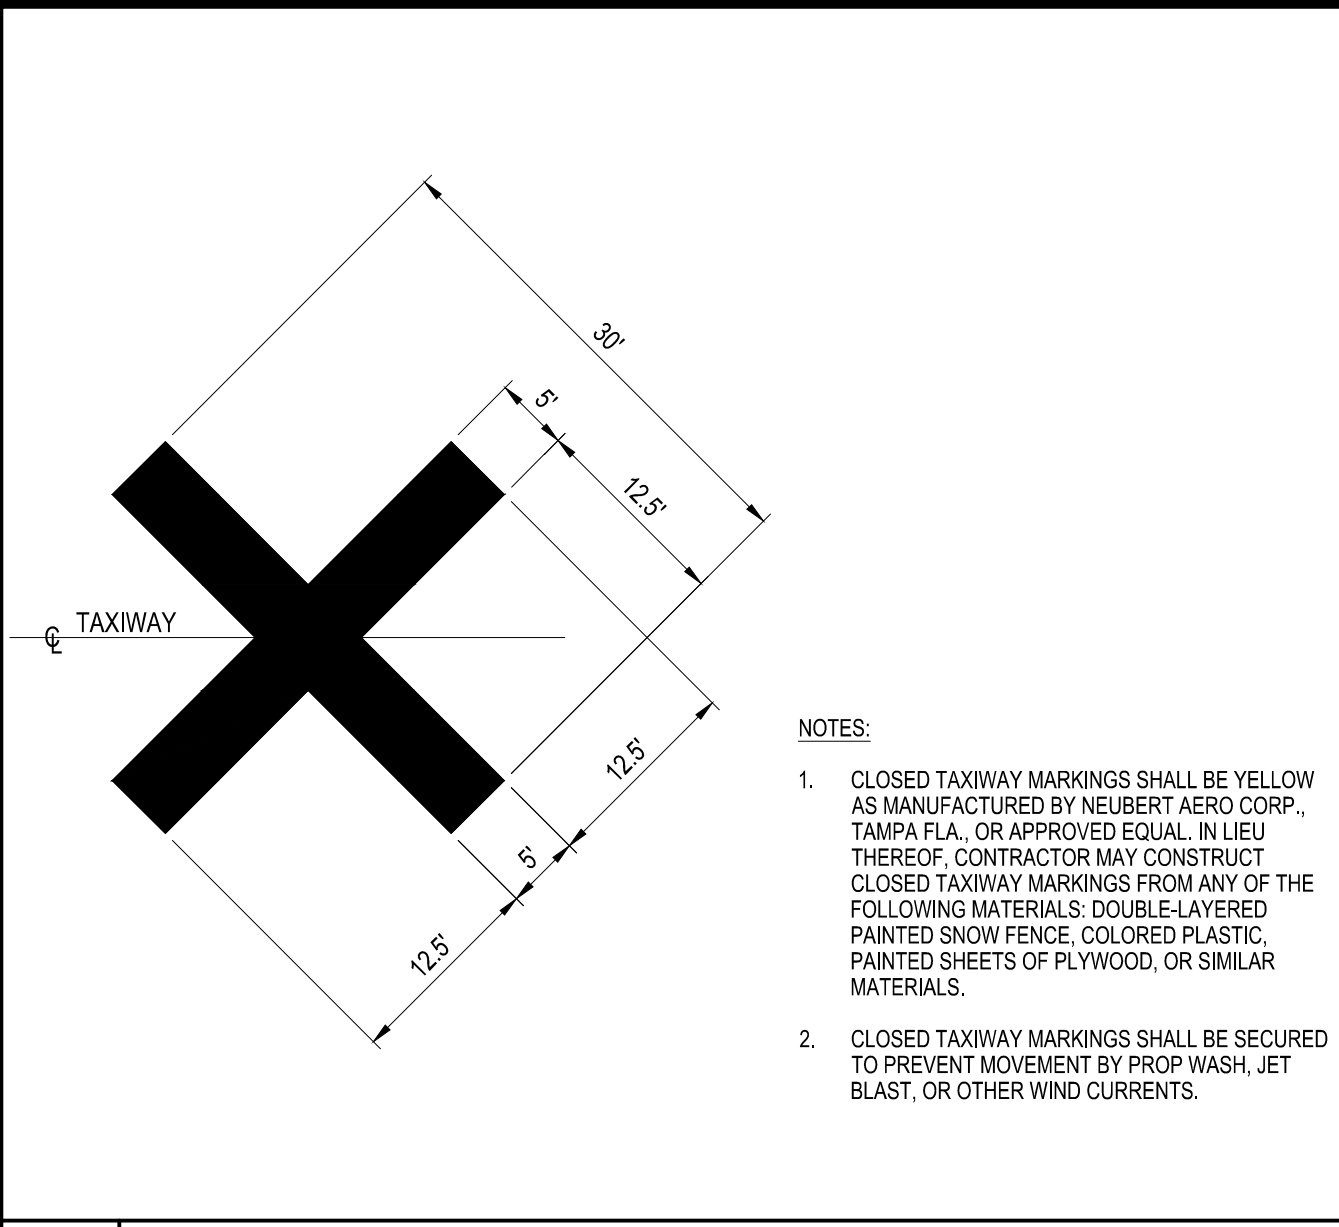 30'
5'
12.5'
℄ TAXIWAY
12.5'
5'
12.5'
NOTES:
1. CLOSED TAXIWAY MARKINGS SHALL BE YELLOW
AS MANUFACTURED BY NEUBERT AERO CORP.,
TAMPA FLA., OR APPROVED EQUAL. IN LIEU
THEREOF, CONTRACTOR MAY CONSTRUCT
CLOSED TAXIWAY MARKINGS FROM ANY OF THE
FOLLOWING MATERIALS: DOUBLE-LAYERED
PAINTED SNOW FENCE, COLORED PLASTIC,
PAINTED SHEETS OF PLYWOOD, OR SIMILAR
MATERIALS.
2. CLOSED TAXIWAY MARKINGS SHALL BE SECURED
TO PREVENT MOVEMENT BY PROP WASH, JET
BLAST, OR OTHER WIND CURRENTS.